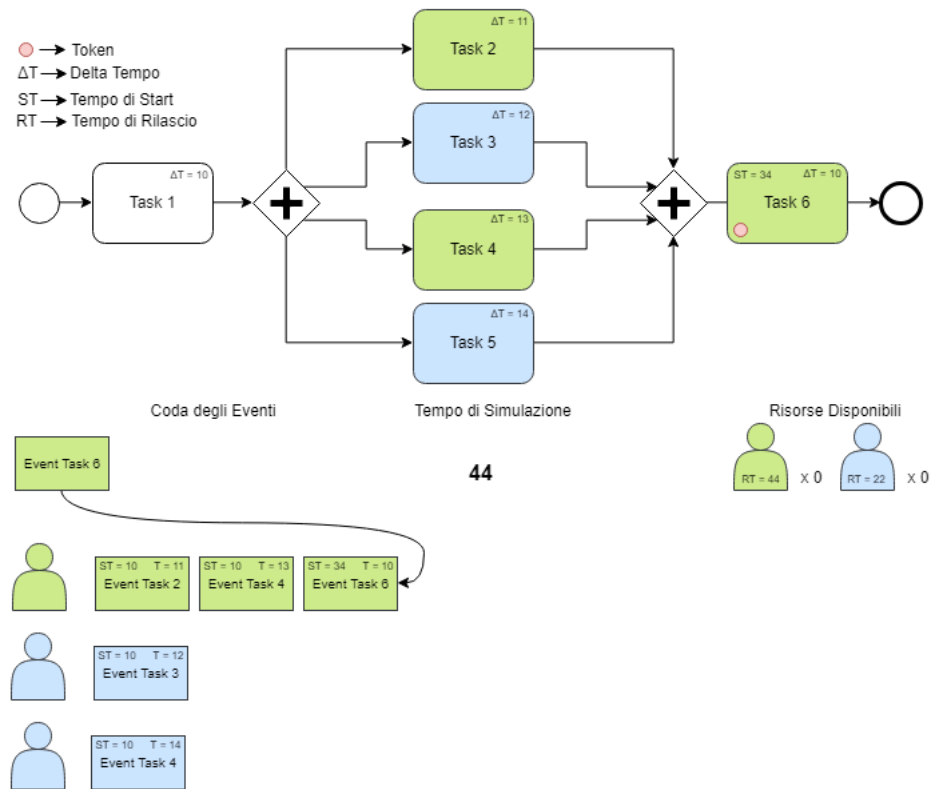 Token
ΔT Delta Tempo
ST Tempo di Start
RT Tempo di Rilascio
ΔT = 10
Task 1
ΔT = 11
Task 2
ΔT = 12
Task 3
ΔT = 13
Task 4
ΔT = 14
Task 5
ST = 34 ΔT = 10
Task 6
Coda degli Eventi
Tempo di Simulazione
Risorse Disponibili
Event Task 6
44
RT = 44 x 0
RT = 22 x 0
ST = 10 T = 11
Event Task 2
ST = 10 T = 13
Event Task 4
ST = 34 T = 10
Event Task 6
ST = 10 T = 12
Event Task 3
ST = 10 T = 14
Event Task 4